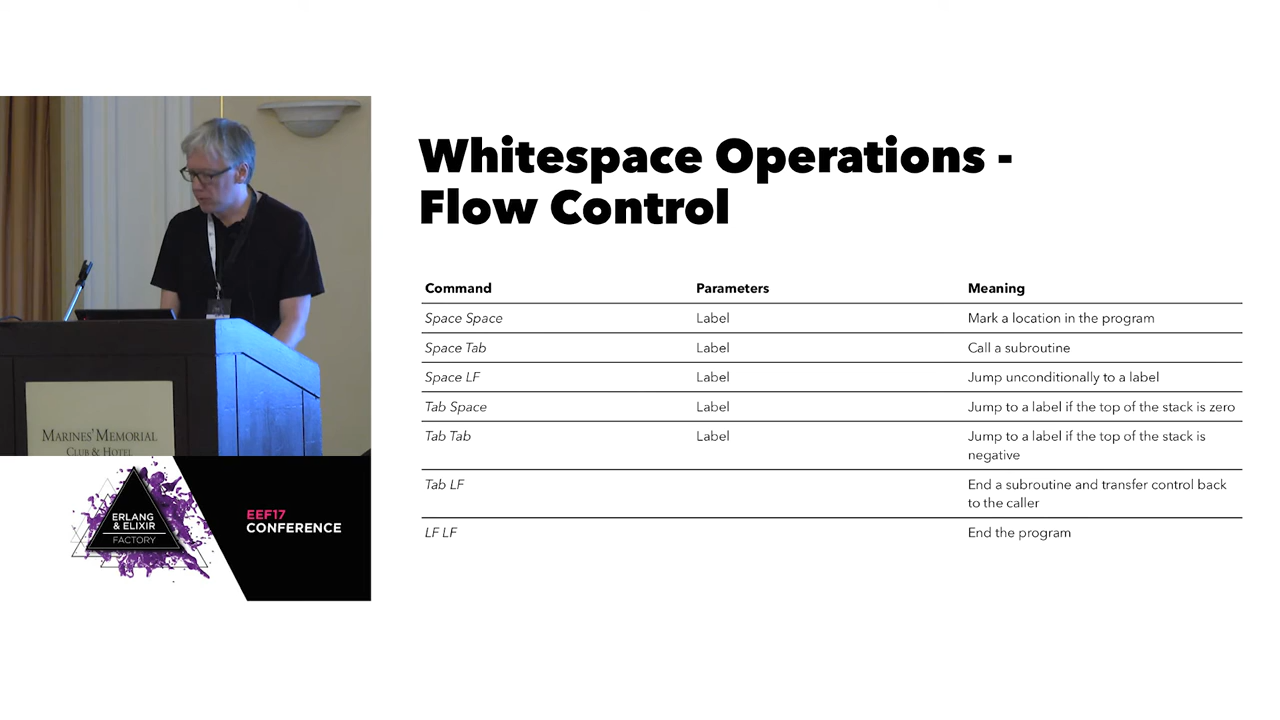 Whitespace Operations -
Flow Control
Command Parameters Meaning
Space Space Label Mark a location in the program
Space Tab Label Call a subroutine
Space LF Label Jump unconditionally to a label
Tab Space Label Jump to a label if the top of the stack is zero
Tab Tab Label Jump to a label if the top of the stack is
negative
Tab LF End a subroutine and transfer control back
to the caller
LF LF End the program
MARINES' MEMORIAL
CLUB & HOTEL
ERLANG
& ELIXIR
FACTORY
EEF17
CONFERENCE